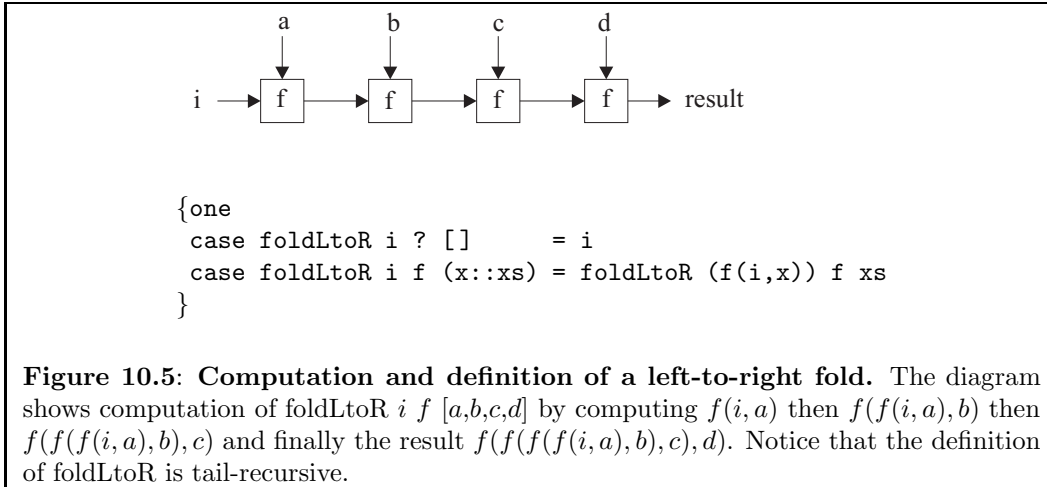 a b c d
i f f f f result
{one
case foldLtoR i ? [] = i
case foldLtoR i f (x::xs) = foldLtoR (f(i,x)) f xs
}
Figure 10.5: Computation and definition of a left-to-right fold. The diagram
shows computation of foldLtoR i f [a,b,c,d] by computing f(i, a) then f(f(i, a), b) then
f(f(f(i, a), b), c) and finally the result f(f(f(f(i, a), b), c), d). Notice that the definition
of foldLtoR is tail-recursive.